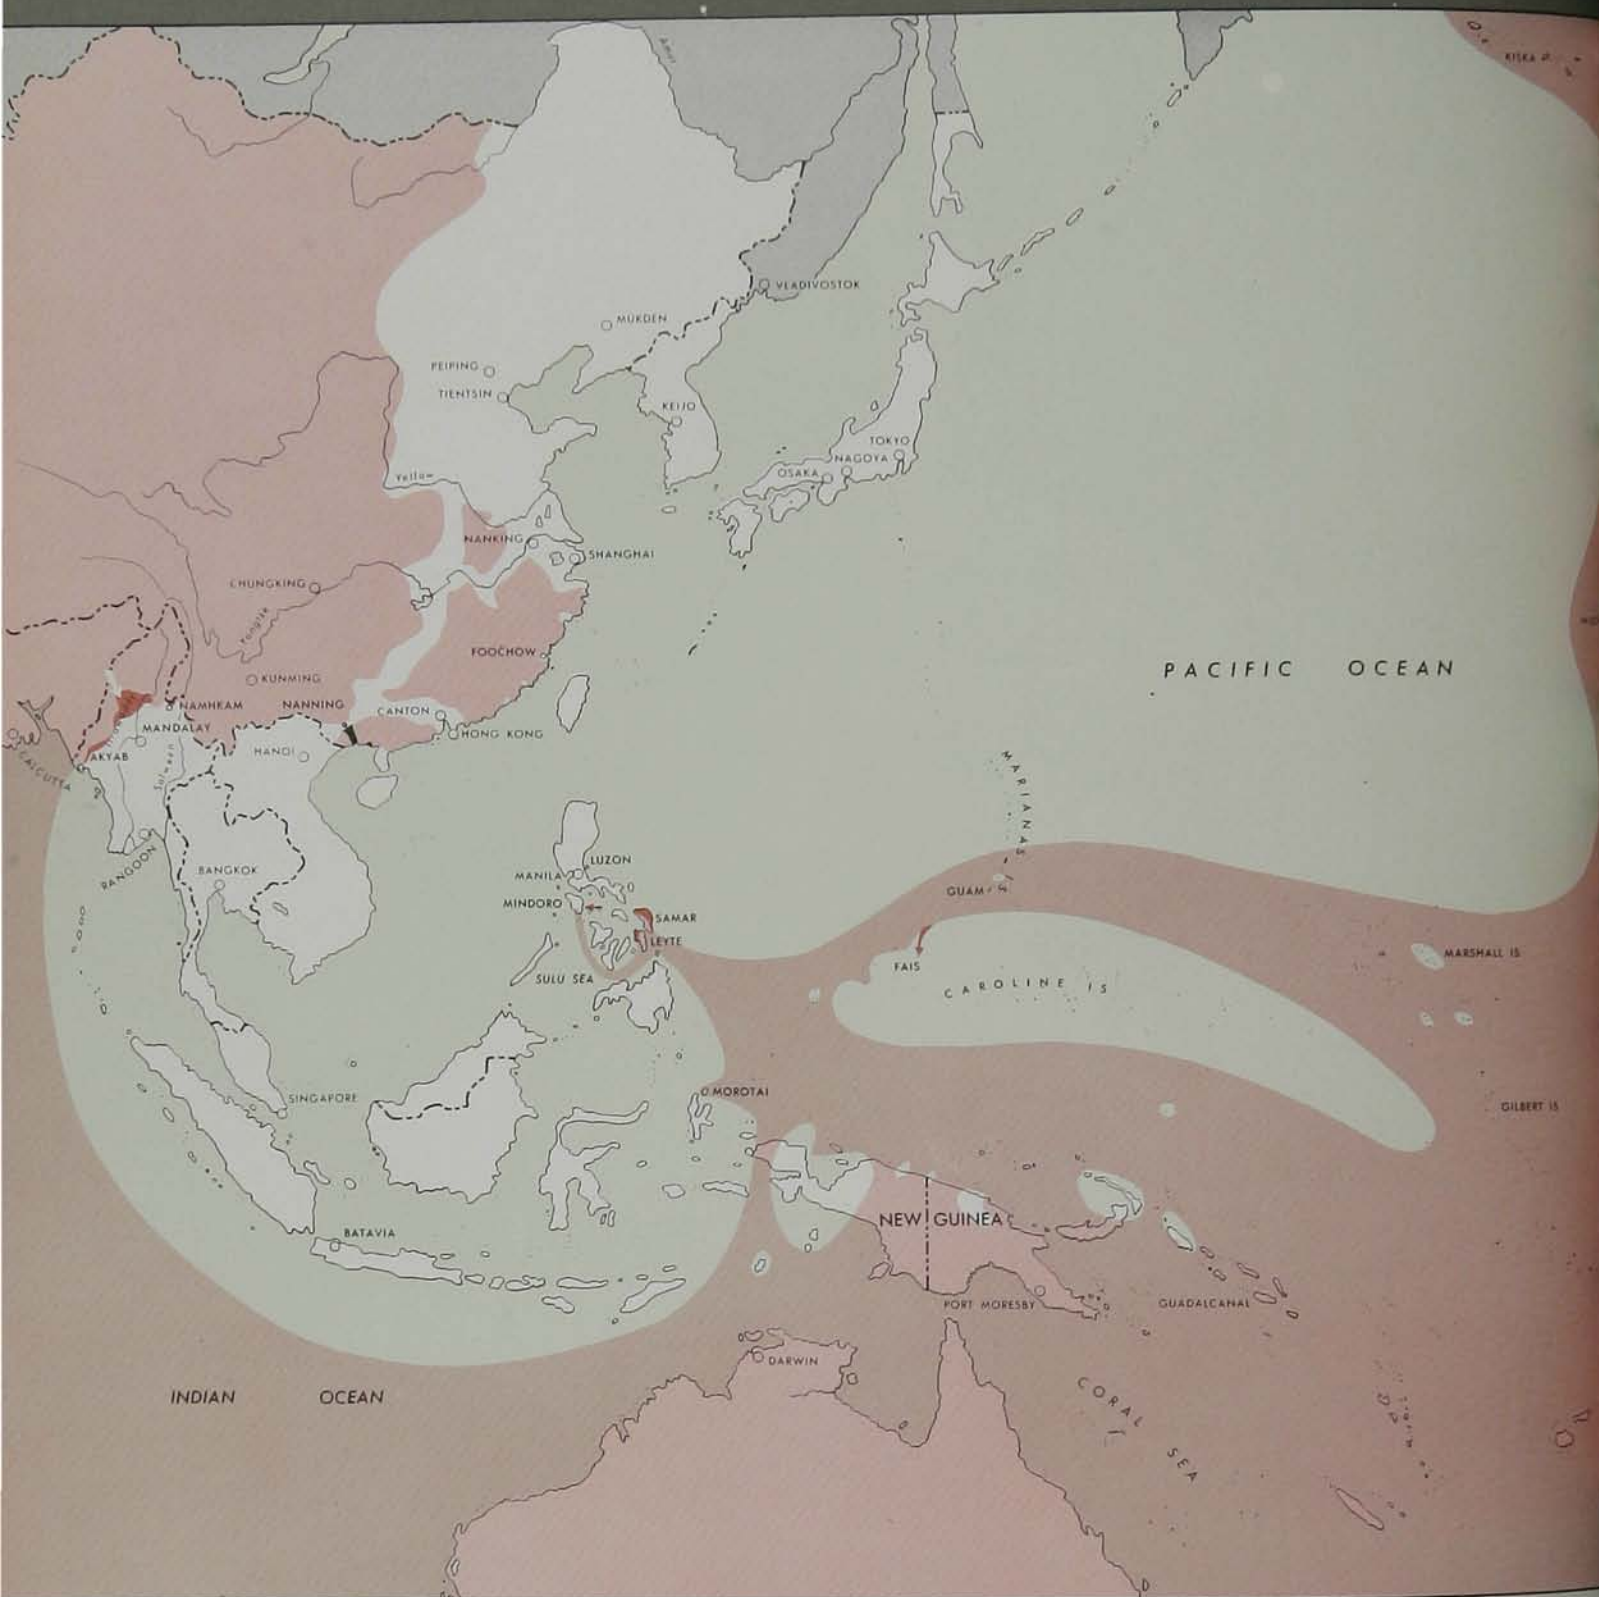 Amur
KISKA
VLADIVOSTOK
MUKDEN
PEIPING
TIENTSIN
KEIJO
TOKYO
NAGOYA
OSAKA
Yellow
NANKING
SHANGHAI
CHUNGKING
Yangtze
FOOCHOW
PACIFIC OCEAN
KUNMING
NAMHKAM
NANNING
CANTON
MANDALAY
HONG KONG
HANOI
AKYAB
CALCUTTA
Salween
MARIANAS
RANGOON
LUZON
BANGKOK
MANILA
GUAM
MINDORO
SAMAR
LEYTE
MARSHALL IS
FAIS
SULU SEA
CAROLINE IS
MOROTAI
SINGAPORE
GILBERT IS
NEW GUINEA
BATAVIA
PORT MORESBY
GUADALCANAL
DARWIN
INDIAN OCEAN
CORAL SEA